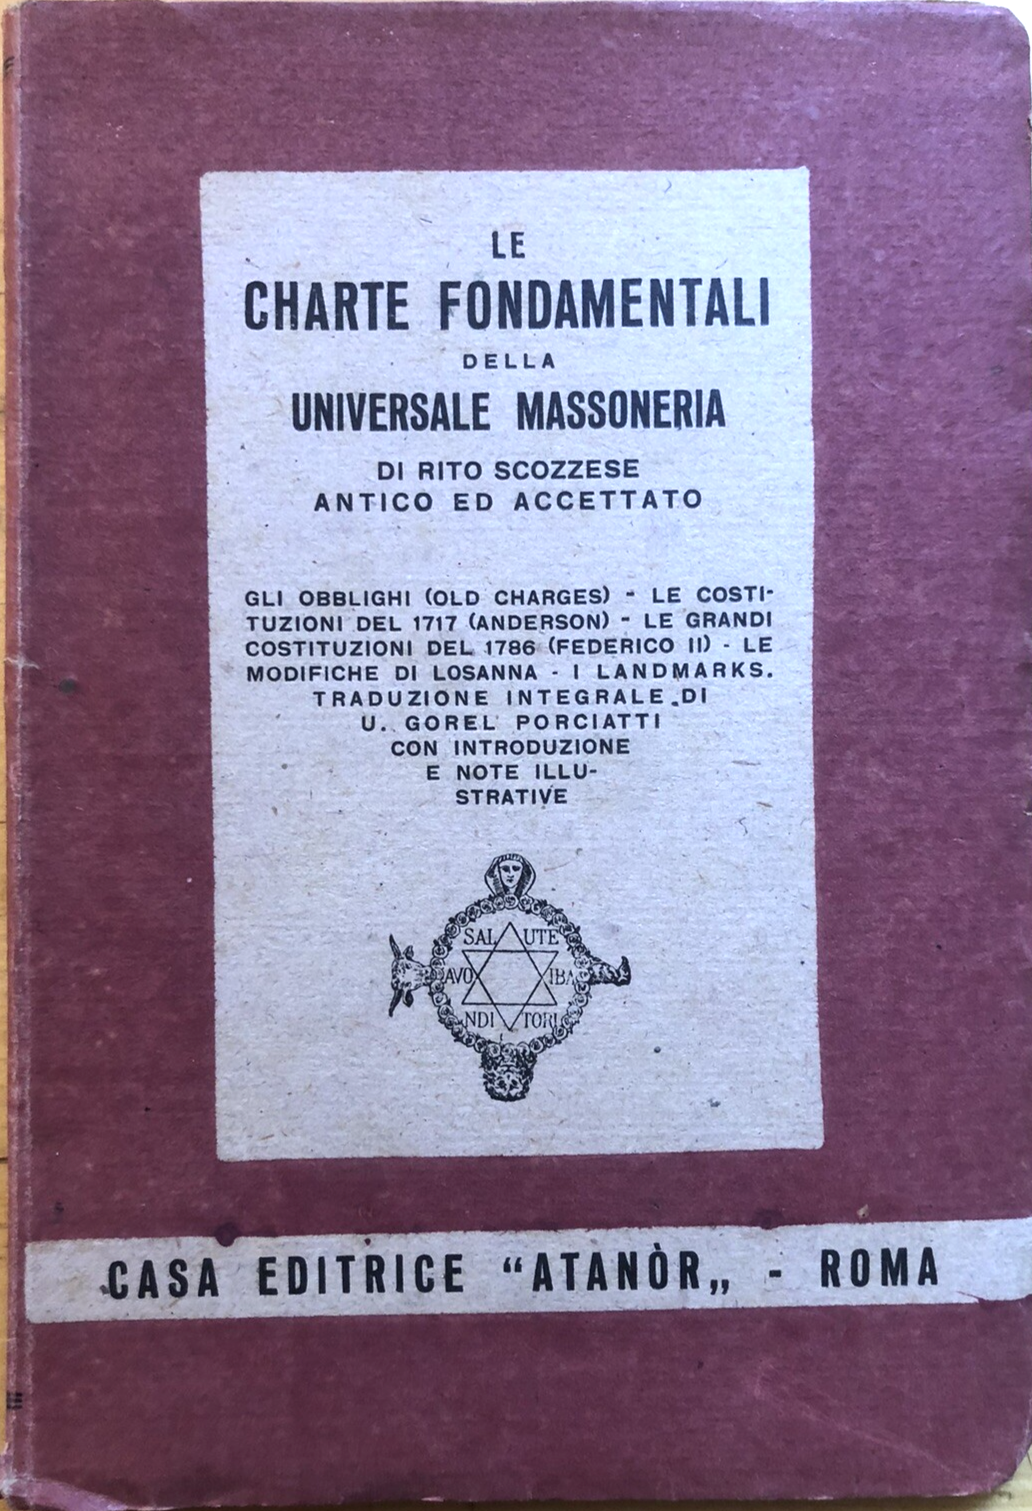 LE
CHARTE FONDAMENTALI
DELLA
UNIVERSALE MASSONERIA
DI RITO SCOZZESE
ANTICO ED ACCETTATO
GLI OBBLIGHI (OLD CHARGES) - LE COSTI-
TUZIONI DEL 1717 (ANDERSON) - LE GRANDI
COSTITUZIONI DEL 1786 (FEDERICO II) - LE
MODIFICHE DI LOSANNA - I LANDMARKS.
TRADUZIONE INTEGRALE DI
U. GOREL PORCIATTI
CON INTRODUZIONE
E NOTE ILLU-
STRATIVE
SAL UTE
AVO IBA
NDI TORI
CASA EDITRICE "ATANÒR„ - ROMA